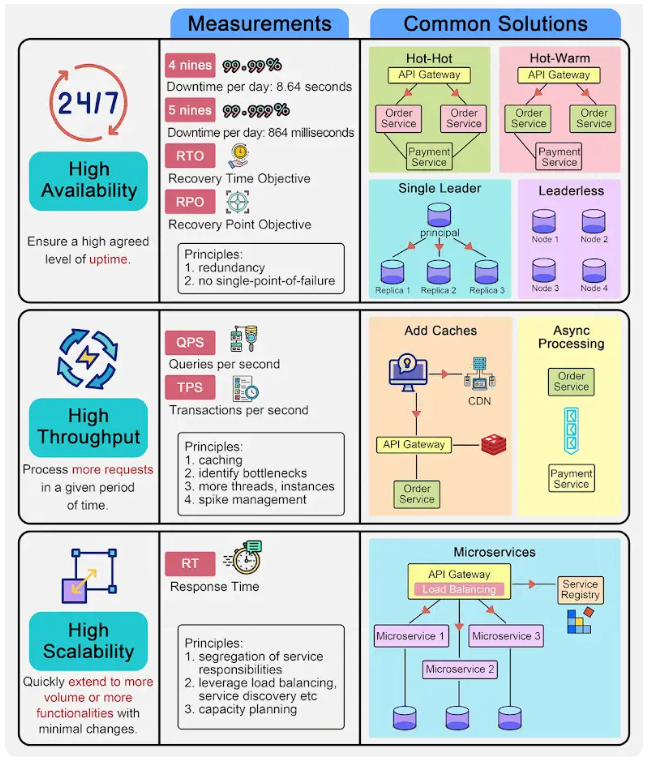 Measurements
Common Solutions
24/7
High
Availability
Ensure a high agreed
level of uptime.
4 nines 99.99%
Downtime per day: 8.64 seconds
5 nines 99.999%
Downtime per day: 864 milliseconds
RTO
Recovery Time Objective
RPO
Recovery Point Objective
Principles:
1. redundancy
2. no single-point-of-failure
Hot-Hot
API Gateway
Order
Service
Order
Service
Payment
Service
Hot-Warm
API Gateway
Order
Service
Order
Service
Payment
Service
Single Leader
principal
Replica 1
Replica 2
Replica 3
Leaderless
Node 1
Node 2
Node 3
Node 4
High
Throughput
Process more requests
in a given period
of time.
QPS
Queries per second
TPS
Transactions per second
Principles:
1. caching
2. identify bottlenecks
3. more threads, instances
4. spike management
Add Caches
CDN
API Gateway
Order
Service
Async
Processing
Order
Service
Payment
Service
High
Scalability
Quickly extend to more
volume or more
functionalities with
minimal changes.
RT
Response Time
Principles:
1. segregation of service
responsibilities
2. leverage load balancing,
service discovery etc
3. capacity planning
Microservices
API Gateway
Load Balancing
Service
Registry
Microservice 1
Microservice 3
Microservice 2